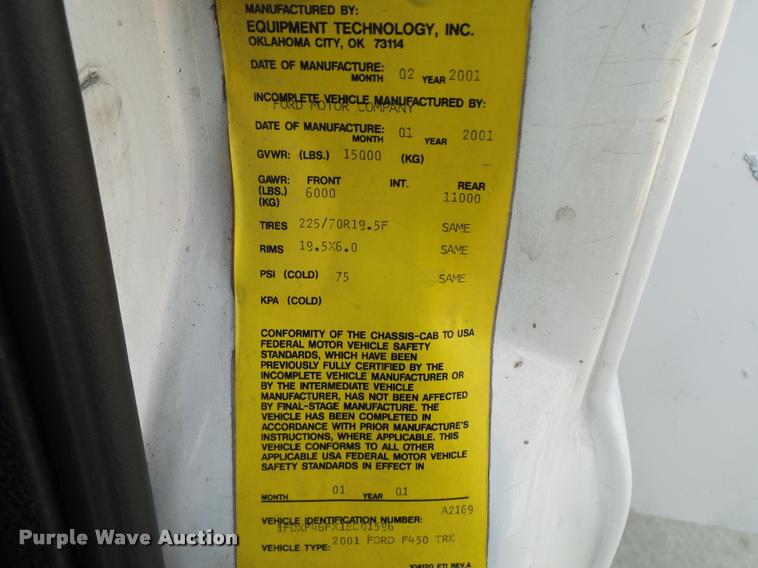 MANUFACTURED BY:
EQUIPMENT TECHNOLOGY, INC.
OKLAHOMA CITY, OK 73114
DATE OF MANUFACTURE: MONTH 02 YEAR 2001
INCOMPLETE VEHICLE MANUFACTURED BY:
FORD MOTOR COMPANY
DATE OF MANUFACTURE: MONTH 01 YEAR 2001
GVWR: (LBS.) 15000 (KG)
GAWR: FRONT INT. REAR
(LBS.) 6000 11000
(KG)
TIRES 225/70R19.5F SAME
RIMS 19.5X6.0 SAME
PSI (COLD) 75 SAME
KPA (COLD)
CONFORMITY OF THE CHASSIS-CAB TO USA
FEDERAL MOTOR VEHICLE SAFETY
STANDARDS, WHICH HAVE BEEN
PREVIOUSLY FULLY CERTIFIED BY THE
INCOMPLETE VEHICLE MANUFACTURER OR
BY THE INTERMEDIATE VEHICLE
MANUFACTURER, HAS NOT BEEN AFFECTED
BY FINAL-STAGE MANUFACTURE. THE
VEHICLE HAS BEEN COMPLETED IN
ACCORDANCE WITH PRIOR MANUFACTURE'S
INSTRUCTIONS, WHERE APPLICABLE. THIS
VEHICLE CONFORMS TO ALL OTHER
APPLICABLE USA FEDERAL MOTOR VEHICLE
SAFETY STANDARDS IN EFFECT IN
MONTH 01 YEAR 01
A2169
VEHICLE IDENTIFICATION NUMBER:
1FDXF46FX1EC01596
VEHICLE TYPE: 2001 FORD F450 TRK
10A120 ETI REV.A
Purple Wave Auction